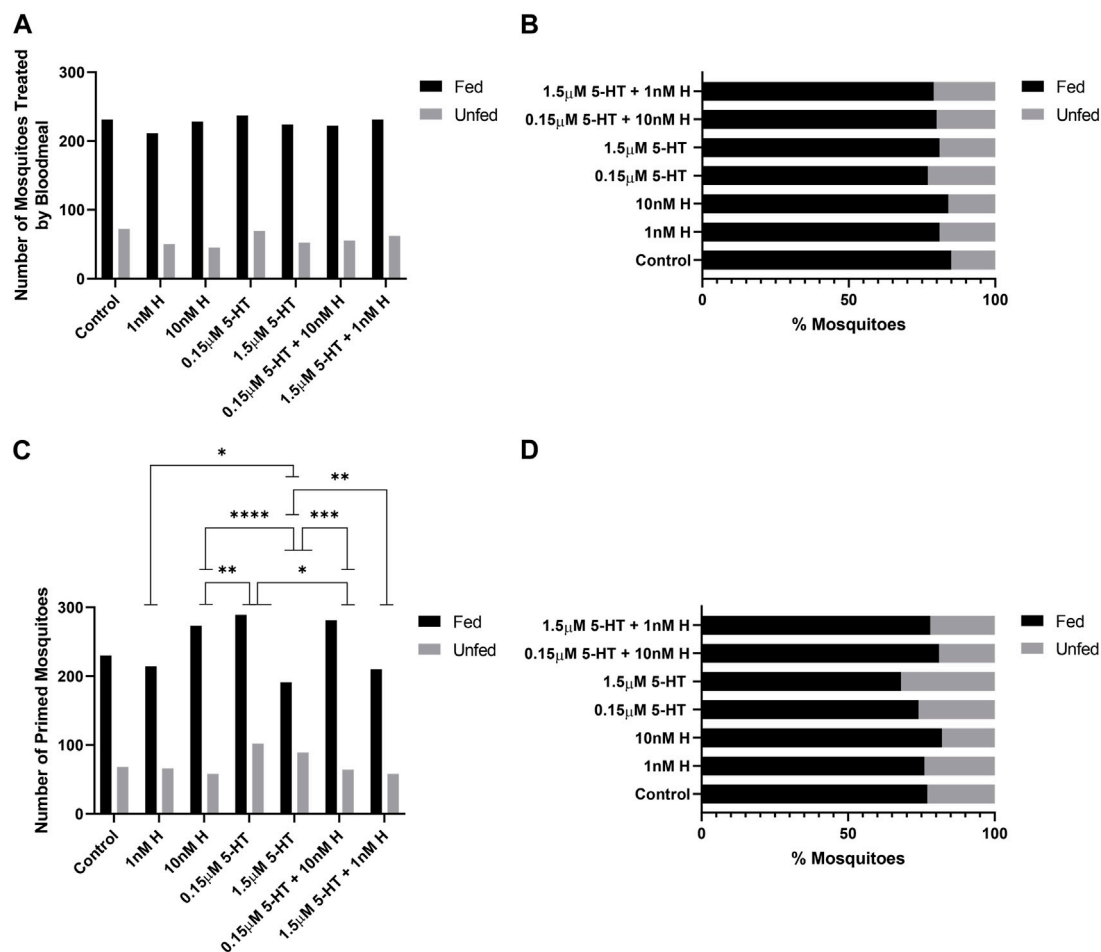 A
Number of Mosquitoes Treated
by Bloodmeal
300
200
100
0
Control
1nM H
10nM H
0.15μM 5-HT
1.5μM 5-HT
0.15μM 5-HT + 10nM H
1.5μM 5-HT + 1nM H
Fed
Unfed
B
1.5μM 5-HT + 1nM H
0.15μM 5-HT + 10nM H
1.5μM 5-HT
0.15μM 5-HT
10nM H
1nM H
Control
0 50 100
% Mosquitoes
Fed
Unfed
C
*
**
**** ***
** *
Number of Primed Mosquitoes
300
200
100
0
Control
1nM H
10nM H
0.15μM 5-HT
1.5μM 5-HT
0.15μM 5-HT + 10nM H
1.5μM 5-HT + 1nM H
Fed
Unfed
D
1.5μM 5-HT + 1nM H
0.15μM 5-HT + 10nM H
1.5μM 5-HT
0.15μM 5-HT
10nM H
1nM H
Control
0 50 100
% Mosquitoes
Fed
Unfed